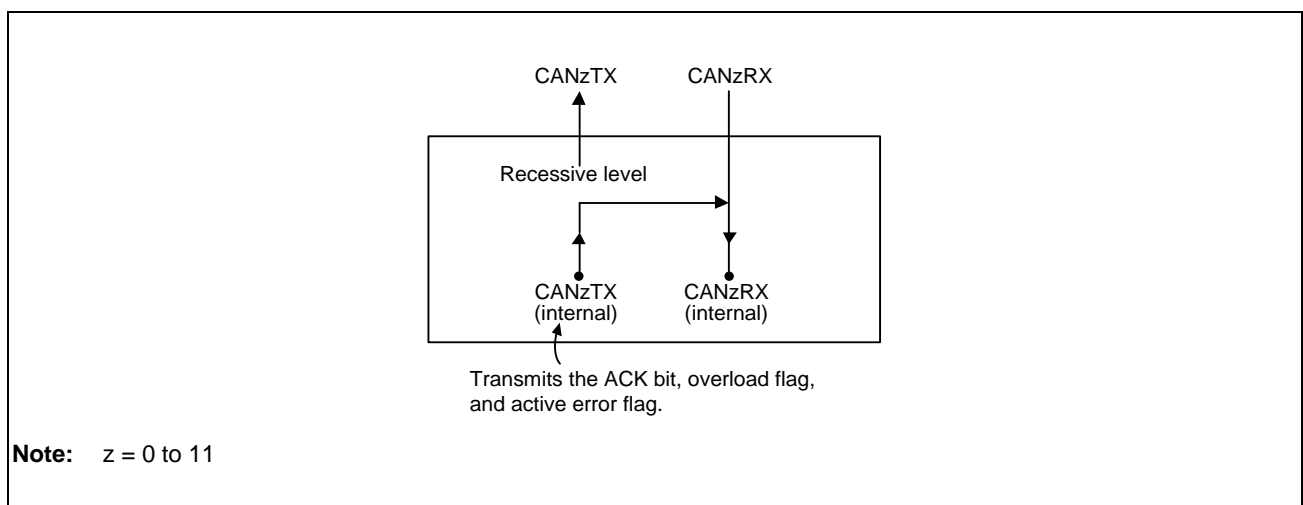 CANzTX CANzRX
Recessive level
CANzTX CANzRX
(internal) (internal)
Transmits the ACK bit, overload flag,
and active error flag.
Note: z = 0 to 11